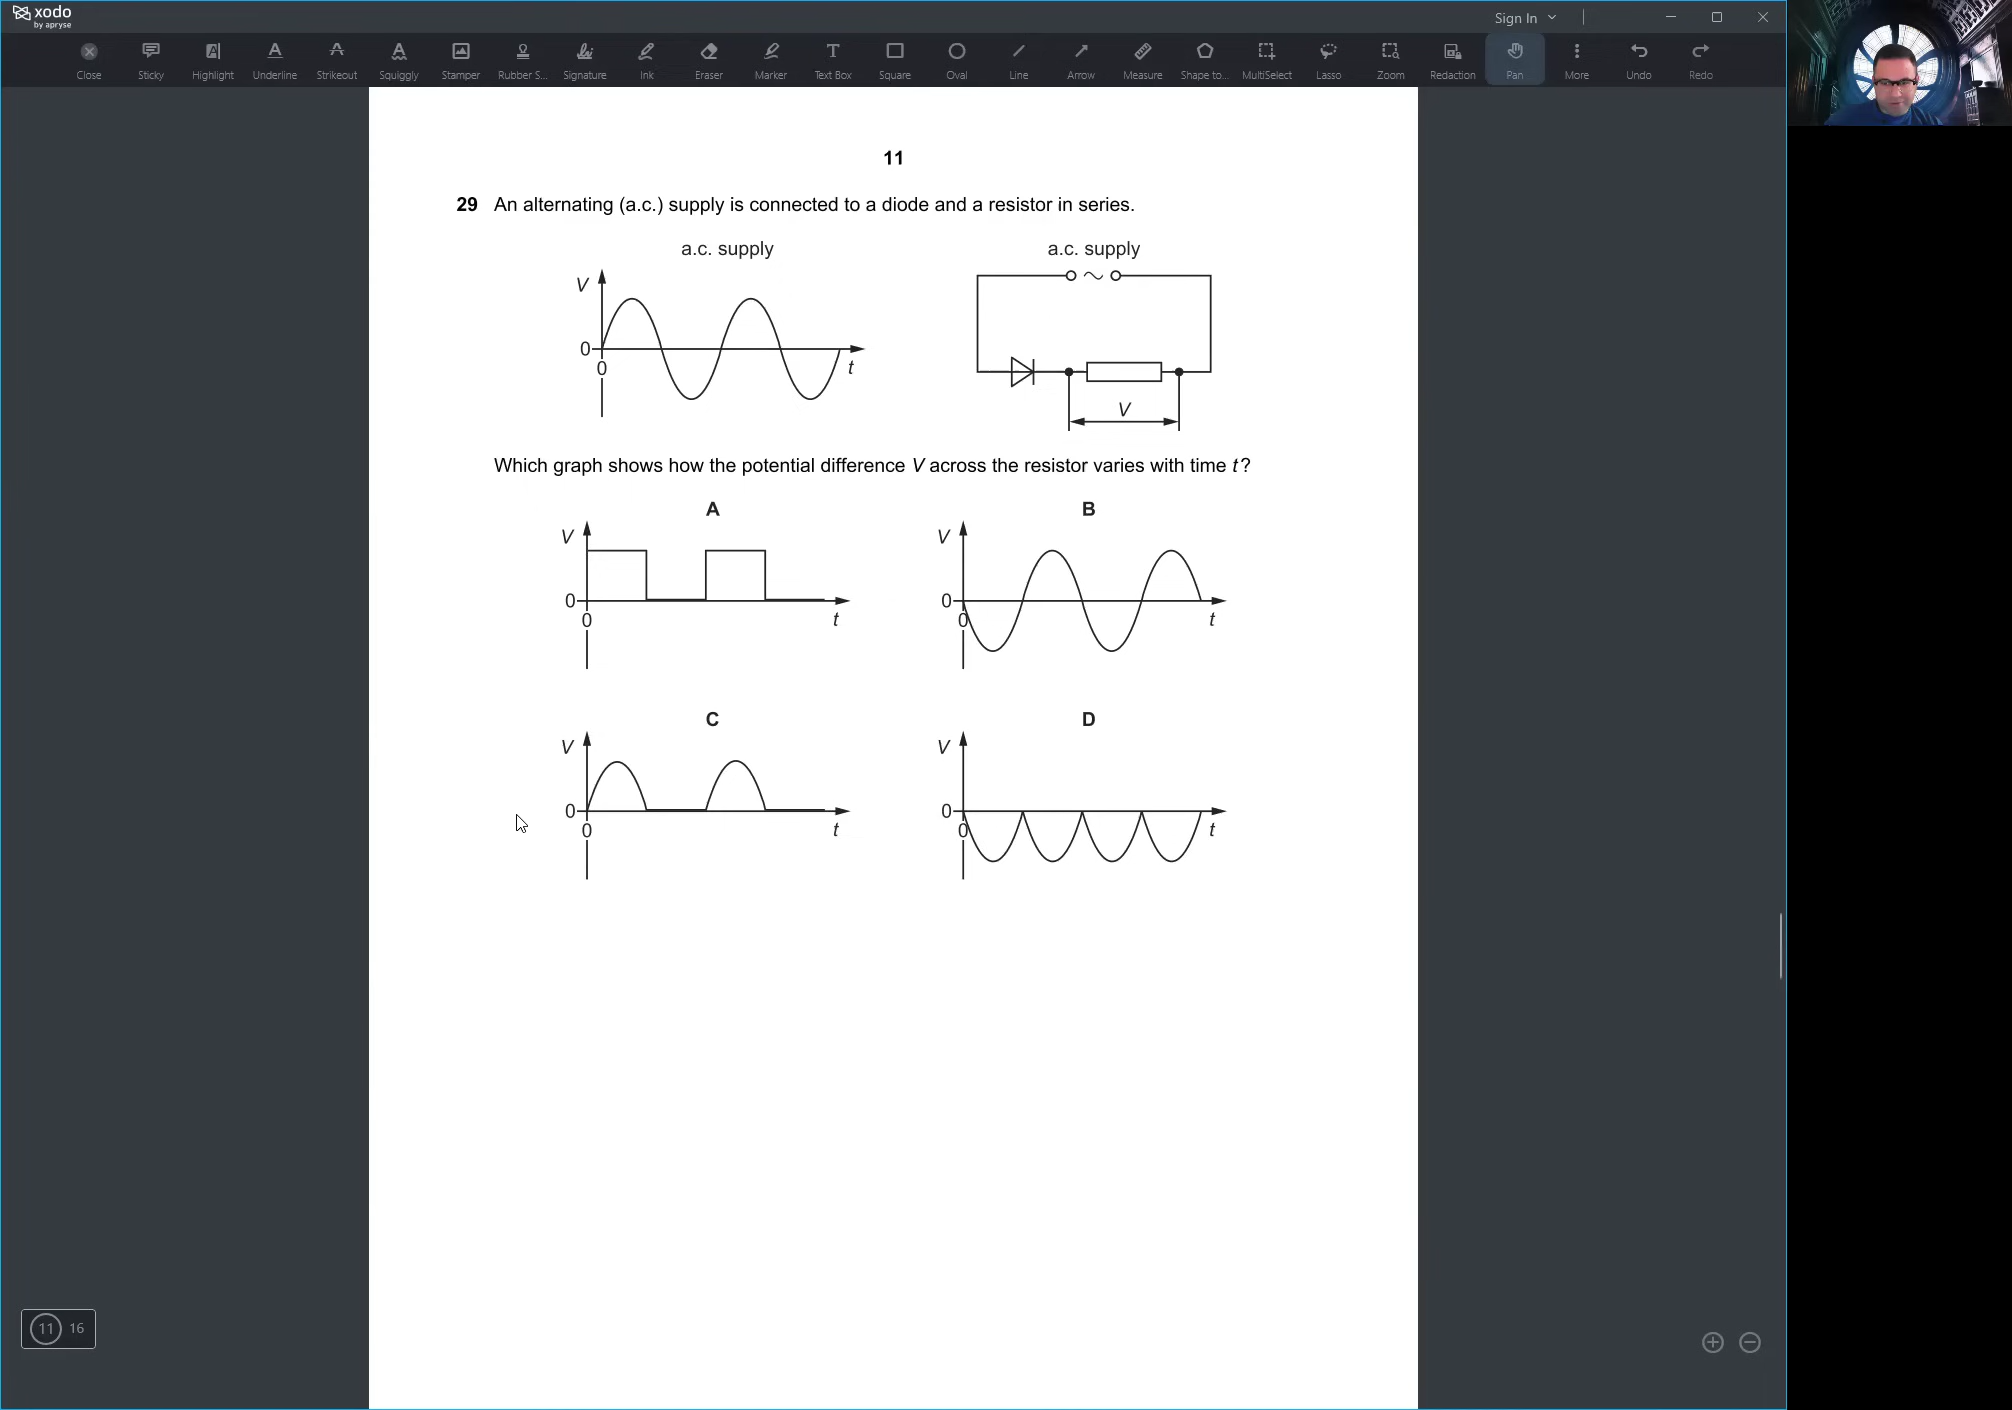 xodo
by apryse
Sign In
Close Sticky Highlight Underline Strikeout Squiggly Stamper Rubber S... Signature Ink Eraser Marker Text Box Square Oval Line Arrow Measure Shape to... MultiSelect Lasso Zoom Redaction Pan More Undo Redo
11
29 An alternating (a.c.) supply is connected to a diode and a resistor in series.
a.c. supply
V
0
0
t
a.c. supply
V
Which graph shows how the potential difference V across the resistor varies with time t?
A
V
0
0
t
B
V
0
0
t
C
V
0
0
t
D
V
0
0
t
11 16